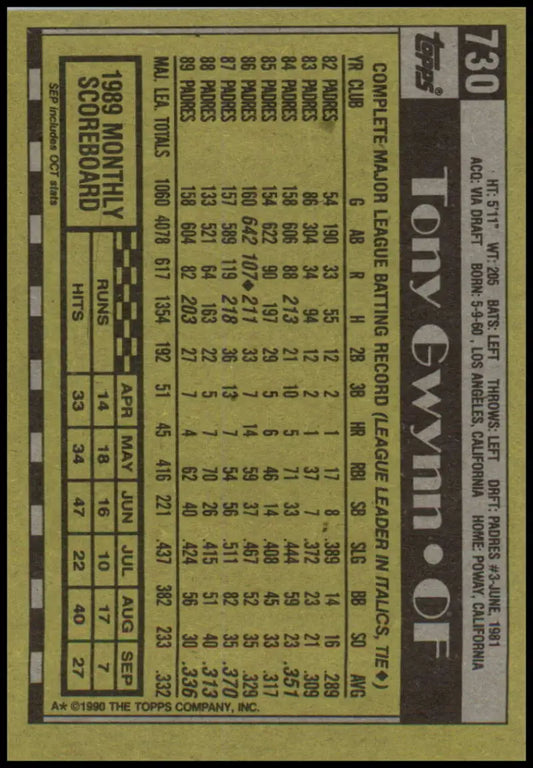 730
topps®
HT: 5'11" WT: 205 BATS: LEFT THROWS: LEFT DRFT: PADRES #3-JUNE, 1981
ACQ: VIA DRAFT BORN: 5-9-60, LOS ANGELES, CALIFORNIA HOME: POWAY, CALIFORNIA
Tony Gwynn • OF
COMPLETE MAJOR LEAGUE BATTING RECORD (LEAGUE LEADER IN ITALICS, TIE◆)
YR CLUB G AB R H 2B 3B HR RBI SB SLG BB SO AVG
82 PADRES 54 190 33 55 12 2 1 17 8 .389 14 16 .289
83 PADRES 86 304 34 94 12 2 1 37 7 .372 23 21 .309
84 PADRES 158 606 88 213 21 10 5 71 33 .444 59 23 .351
85 PADRES 154 622 90 197 29 5 6 46 14 .408 45 33 .317
86 PADRES 160 642 107◆ 211 33 7 14 59 37 .467 52 35 .329
87 PADRES 157 589 119 218 36 13 7 54 56 .511 82 35 .370
88 PADRES 133 521 64 163 22 5 7 70 26 .415 51 40 .313
89 PADRES 158 604 82 203 27 7 4 62 40 .424 56 30 .336
MAJ. LEA. TOTALS 1060 4078 617 1354 192 51 45 416 221 .437 382 233 .332
1989 MONTHLY
SCOREBOARD
APR MAY JUN JUL AUG SEP
RUNS 14 18 16 10 17 7
HITS 33 34 47 22 40 27
SEP includes OCT stats
A* ©1990 THE TOPPS COMPANY, INC.